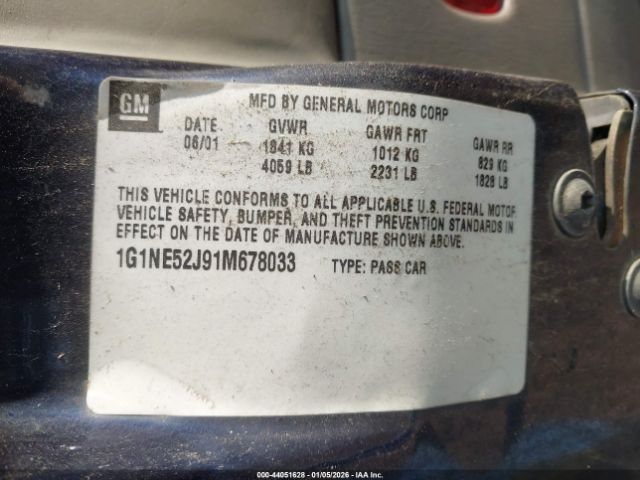 GM
MFD BY GENERAL MOTORS CORP
DATE GVWR GAWR FRT GAWR RR
06/01 1841 KG 1012 KG 829 KG
4059 LB 2231 LB 1828 LB
THIS VEHICLE CONFORMS TO ALL APPLICABLE U.S. FEDERAL MOTOR
VEHICLE SAFETY, BUMPER, AND THEFT PREVENTION STANDARDS IN
EFFECT ON THE DATE OF MANUFACTURE SHOWN ABOVE.
1G1NE52J91M678033 TYPE: PASS CAR
000-44051628 - 01/05/2026 - IAA Inc.